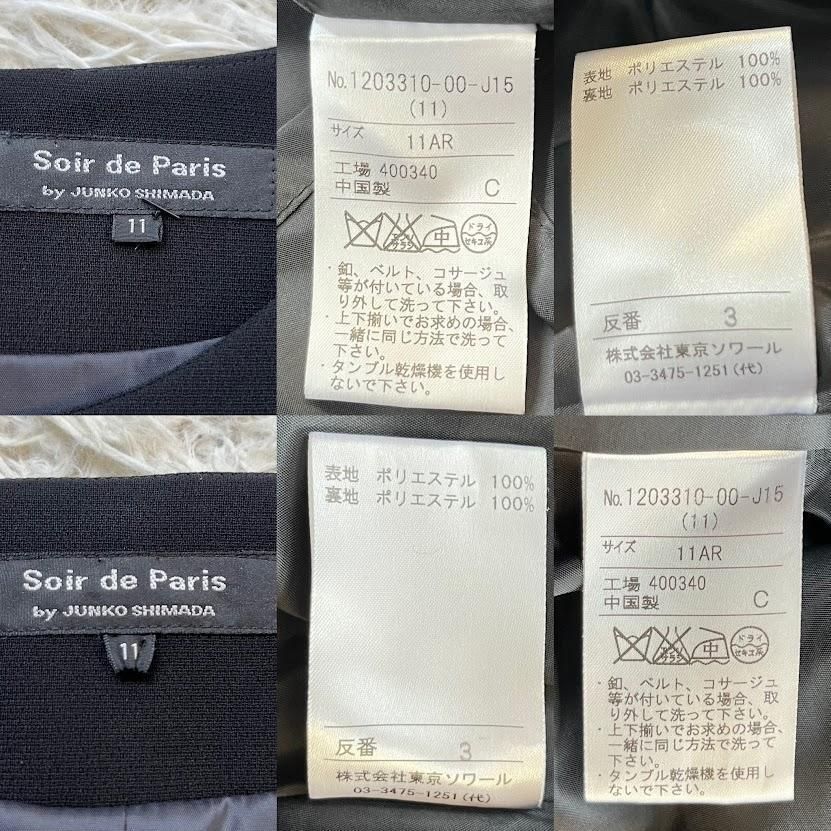 Soir de Paris
by JUNKO SHIMADA
11
No.1203310-00-J15
(11)
サイズ 11AR
工場 400340
中国製 C
エンソ
サラシ
中
ドライ
セキユ系
・釦、ベルト、コサージュ
等が付いている場合、取
り外して洗って下さい。
・上下揃いでお求めの場合、
一緒に同じ方法で洗って
下さい。
・タンブル乾燥機を使用し
ないで下さい。
表地 ポリエステル 100%
裏地 ポリエステル 100%
反番 3
株式会社東京ソワール
03-3475-1251(代)
Soir de Paris
by JUNKO SHIMADA
11
表地 ポリエステル 100%
裏地 ポリエステル 100%
反番 3
株式会社東京ソワール
03-3475-1251(代)
No.1203310-00-J15
(11)
サイズ 11AR
工場 400340
中国製 C
エンソ
サラシ
中
ドライ
セキユ系
・釦、ベルト、コサージュ
等が付いている場合、取
り外して洗って下さい。
・上下揃いでお求めの場合、
一緒に同じ方法で洗って
下さい。
・タンブル乾燥機を使用し
ないで下さい。